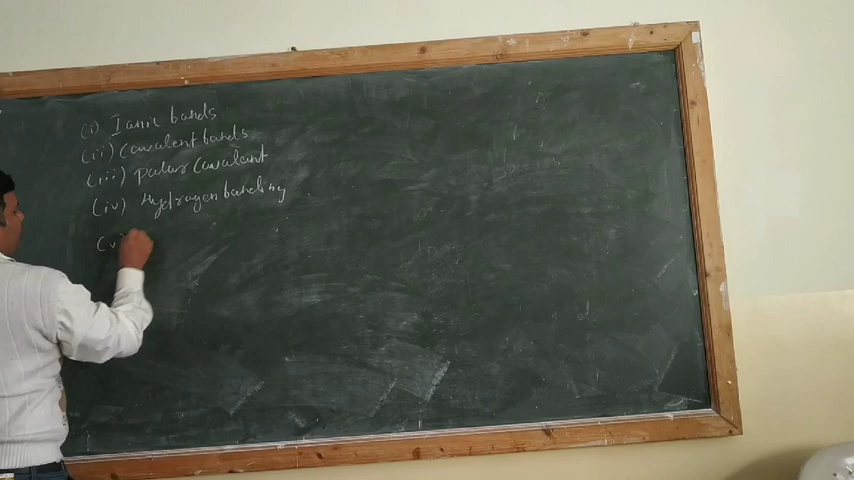 (i) Ionic bonds
(ii) Covalent bonds
(iii) polar Covalent
(iv) Hydrogen bonding
(v